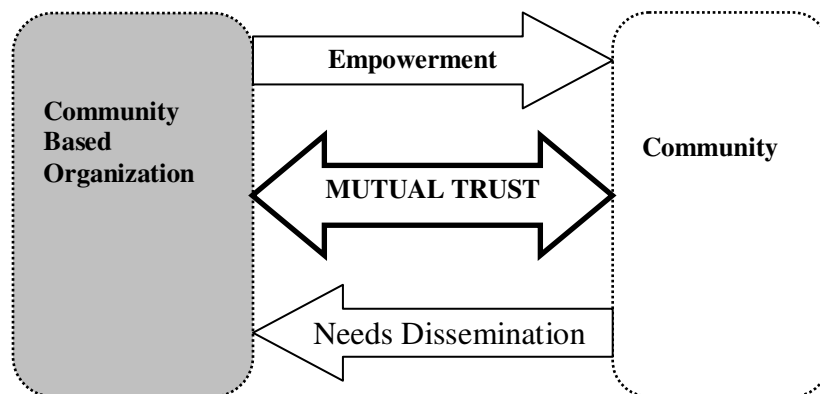 Empowerment
Community
Based
Organization
Community
MUTUAL TRUST
Needs Dissemination